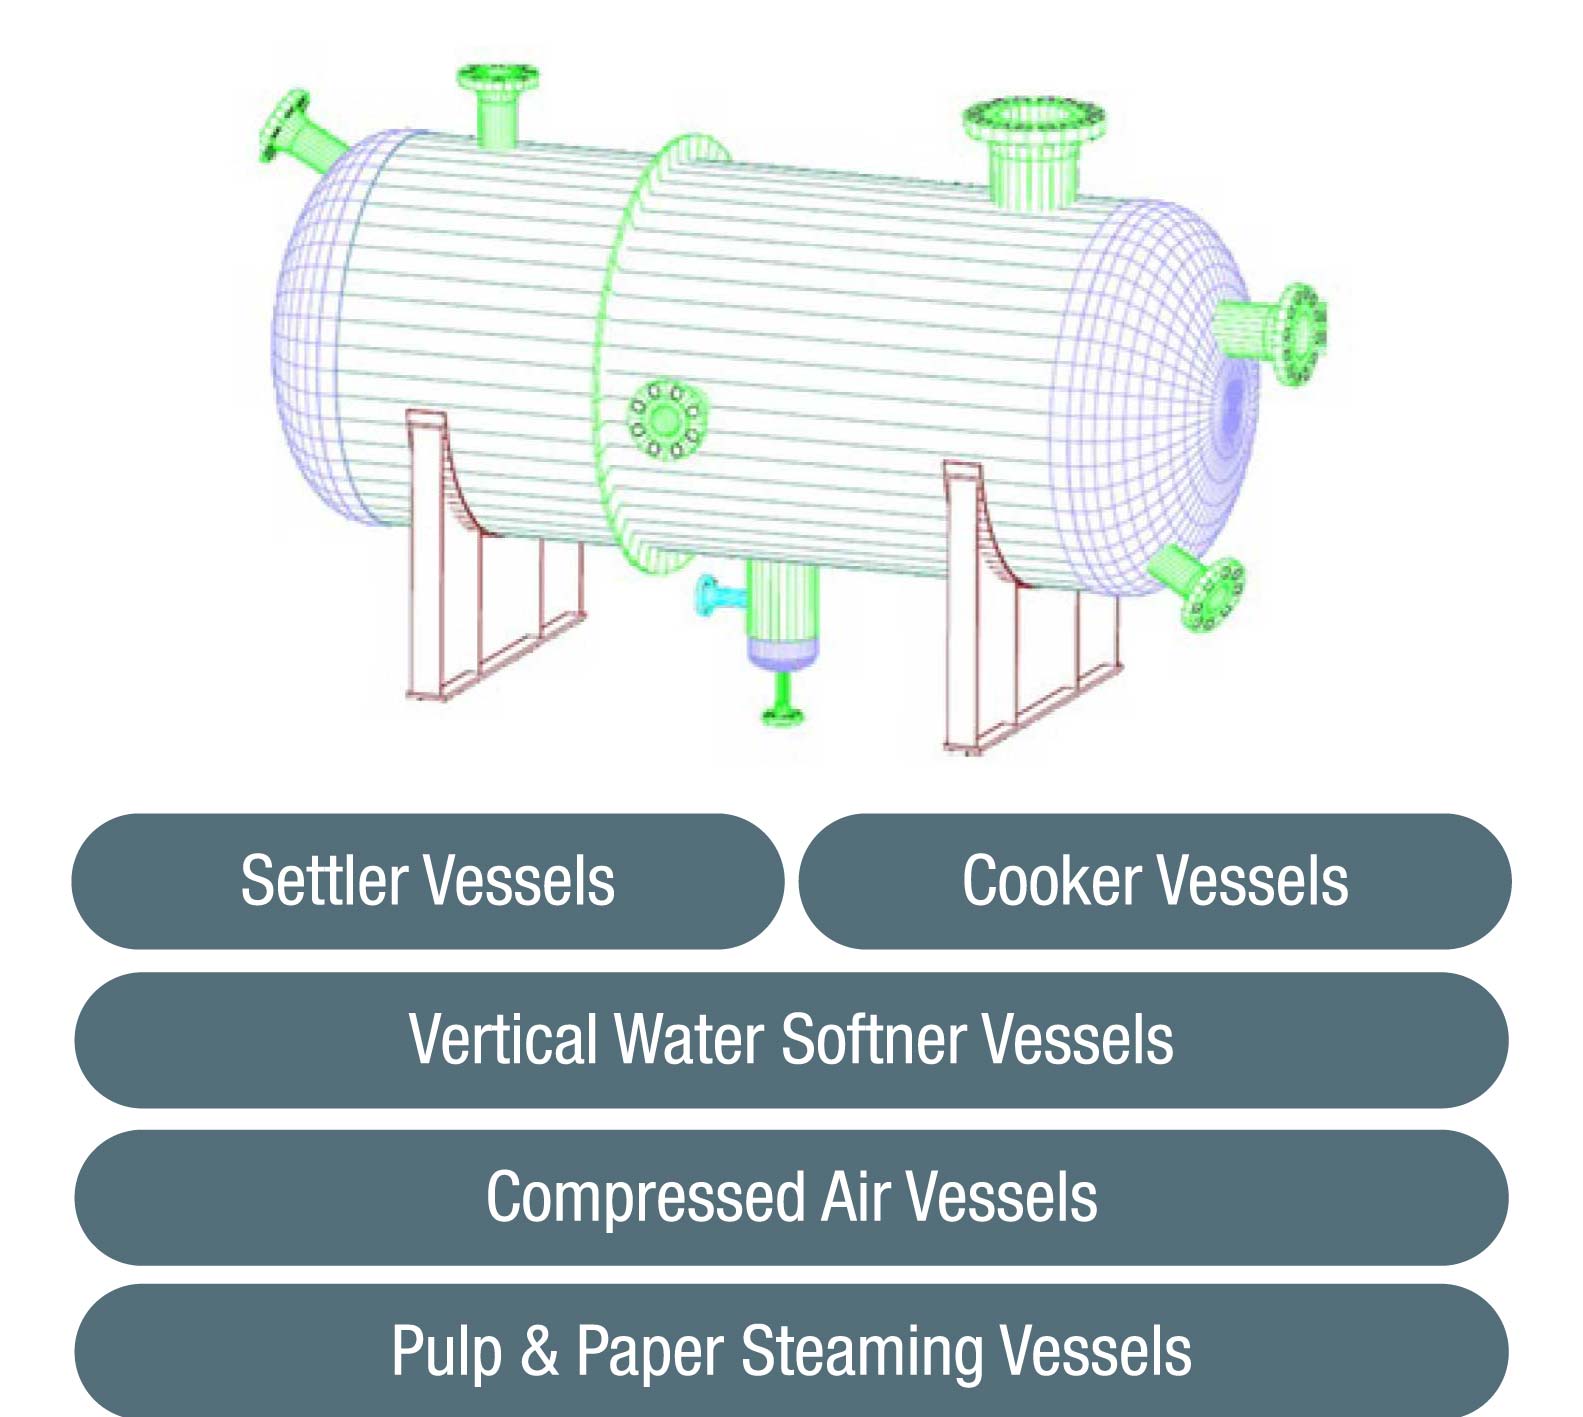 Settler Vessels
Cooker Vessels
Vertical Water Softner Vessels
Compressed Air Vessels
Pulp & Paper Steaming Vessels